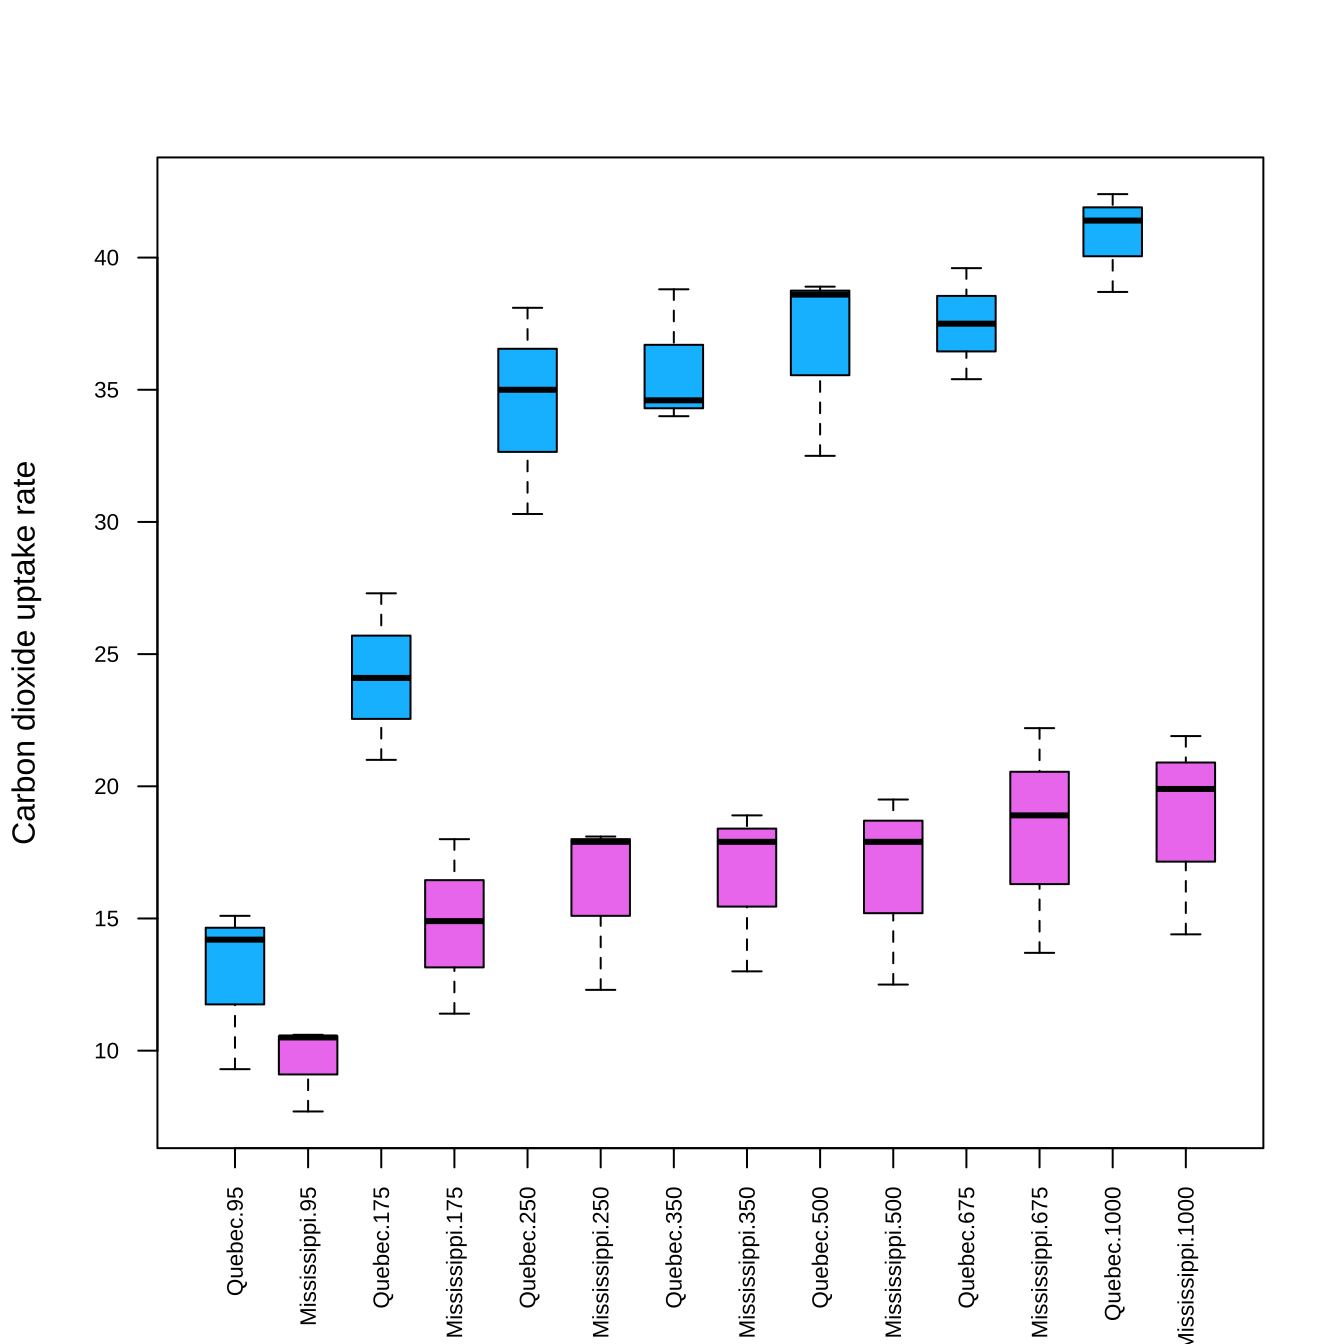 Carbon dioxide uptake rate
40
35
30
25
20
15
10
Quebec.95
Mississippi.95
Quebec.175
Mississippi.175
Quebec.250
Mississippi.250
Quebec.350
Mississippi.350
Quebec.500
Mississippi.500
Quebec.675
Mississippi.675
Quebec.1000
Mississippi.1000